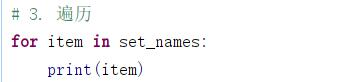 # 3. 遍历
for item in set_names:
    print(item)